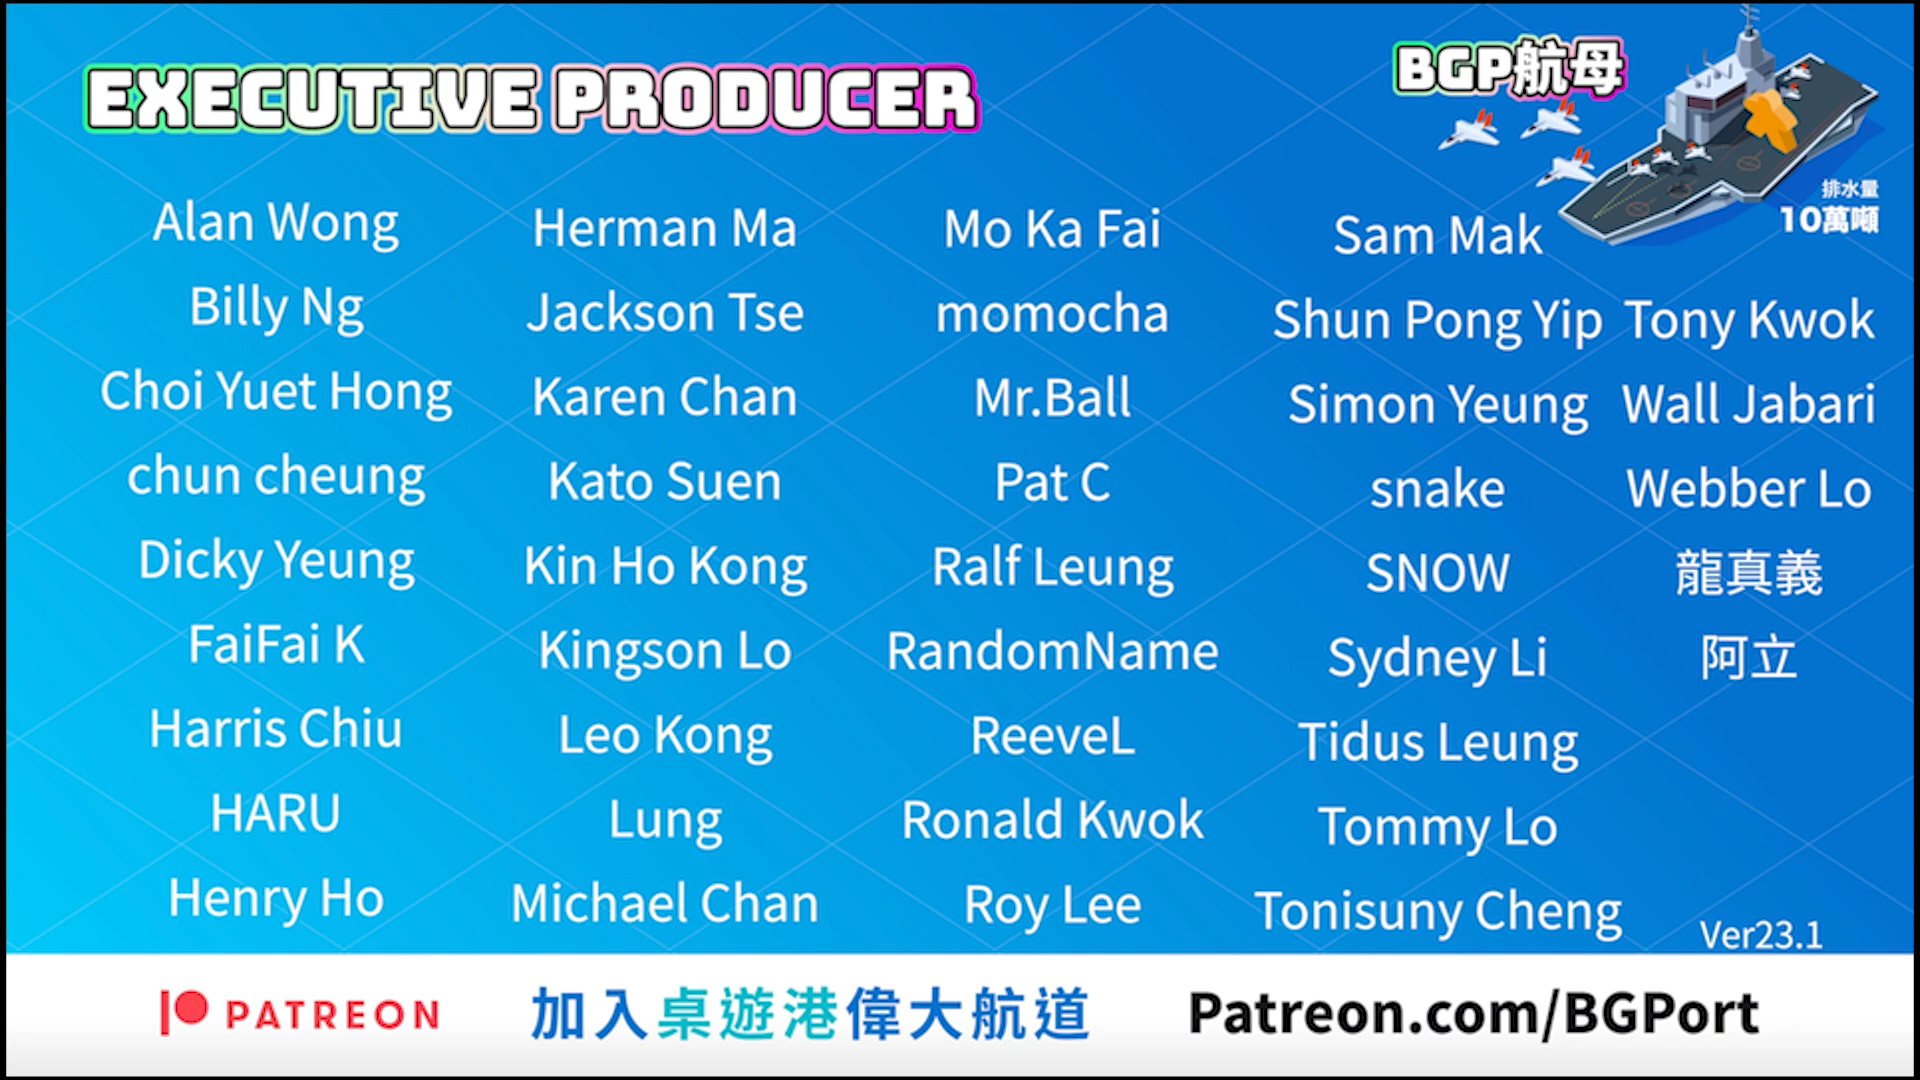 EXECUTIVE PRODUCER
BGP航母
排水量
10萬噸
Alan Wong
Billy Ng
Choi Yuet Hong
chun cheung
Dicky Yeung
FaiFai K
Harris Chiu
HARU
Henry Ho
Herman Ma
Jackson Tse
Karen Chan
Kato Suen
Kin Ho Kong
Kingson Lo
Leo Kong
Lung
Michael Chan
Mo Ka Fai
momocha
Mr.Ball
Pat C
Ralf Leung
RandomName
ReeveL
Ronald Kwok
Roy Lee
Sam Mak
Shun Pong Yip
Simon Yeung
snake
SNOW
Sydney Li
Tidus Leung
Tommy Lo
Tonisuny Cheng
Tony Kwok
Wall Jabari
Webber Lo
龍真義
阿立
Ver23.1
PATREON
加入桌遊港偉大航道
Patreon.com/BGPort